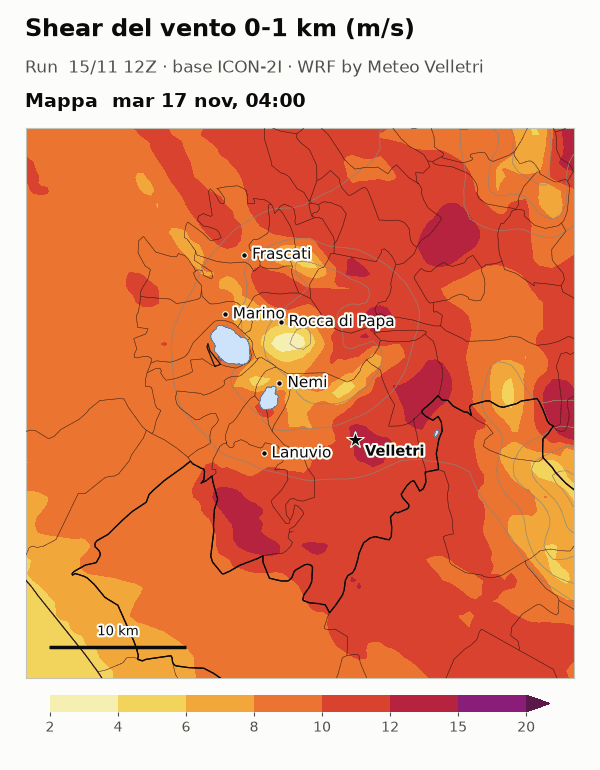 Shear del vento 0-1 km (m/s)
Run  15/11 12Z · base ICON-2I · WRF by Meteo Velletri
Mappa  mar 17 nov, 04:00
Frascati
Marino
Rocca di Papa
Nemi
Velletri
Lanuvio
10 km
2 4 6 8 10 12 15 20